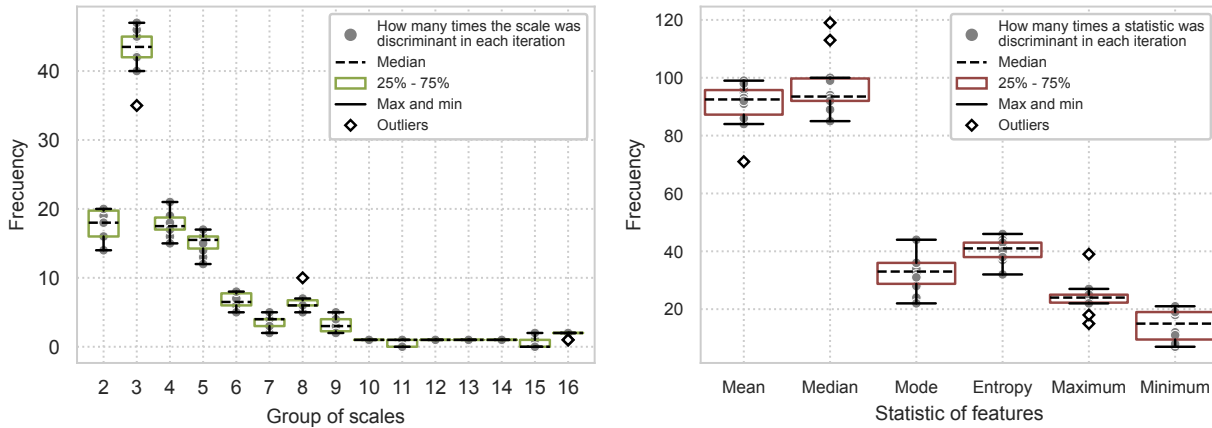 How many times the scale was
discriminant in each iteration
Median
25% - 75%
Max and min
Outliers
40
30
20
10
0
Frecuency
2 3 4 5 6 7 8 9 10 11 12 13 14 15 16
Group of scales
How many times a statistic was
discriminant in each iteration
Median
25% - 75%
Max and min
Outliers
120
100
80
60
40
20
Frecuency
Mean Median Mode Entropy Maximum Minimum
Statistic of features